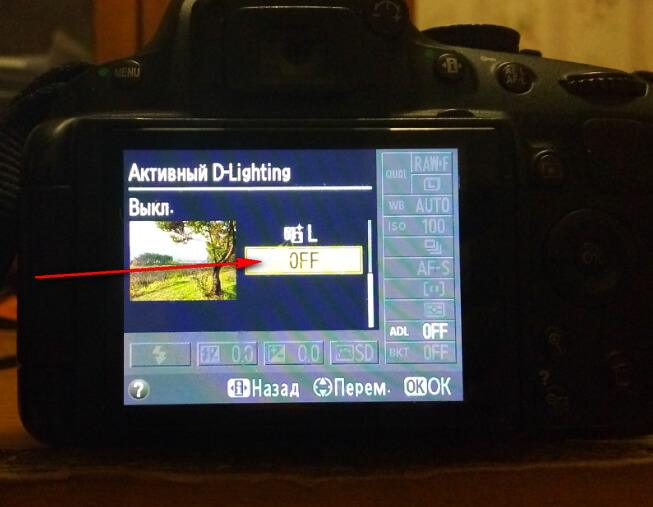 MENU
Активный D-Lighting
Выкл.
L
OFF
QUAL RAW+F
L
WB AUTO
ISO 100
AF-S
ADL OFF
BKT OFF
0.0 0.0 SD
? Назад Перем. OK OK
?